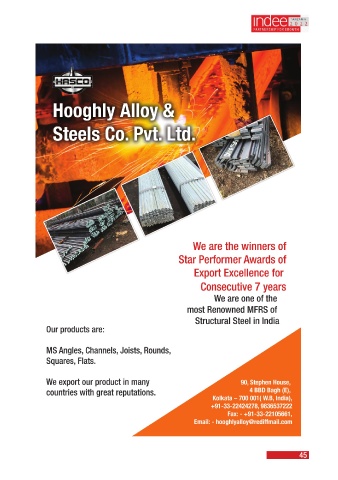 indee
HASCO
Hooghly Alloy &
Steels Co. Pvt. Ltd.
We are the winners of
Star Performer Awards of
Export Excellence for
Consecutive 7 years
We are one of the
most Renowned MFRS of
Structural Steel in India
Our products are:
MS Angles, Channels, Joists, Rounds,
Squares, Flats.
We export our product in many
countries with great reputations.
90, Stephen House,
4 BBD Bagh (E),
Kolkata – 700 001( W.B, India),
+91-33-22424278, 9836537222
Fax: - +91-33-22105661,
Email: - hooghlyalloy@rediffmail.com
45